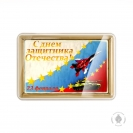 С днем
защитника
Отечества!
23 февраля